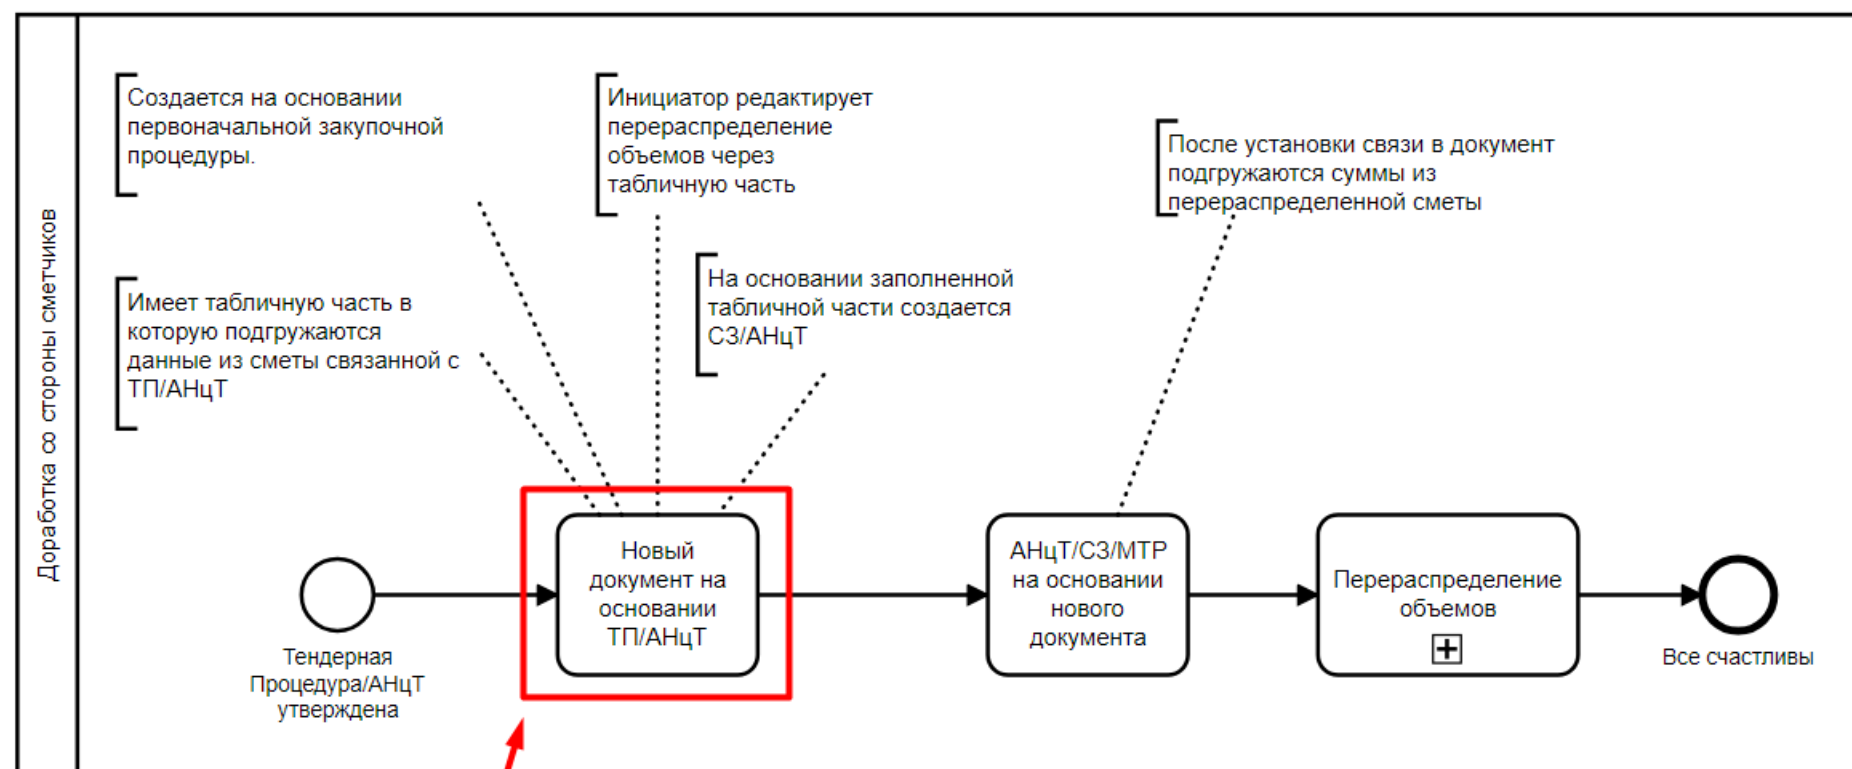 Доработка со стороны сметчиков
Создается на основании
первоначальной закупочной
процедуры.
Имеет табличную часть в
которую подгружаются
данные из сметы связанной с
ТП/АНцТ
Инициатор редактирует
перераспределение
объемов через
табличную часть
На основании заполненной
табличной части создается
СЗ/АНцТ
После установки связи в документ
подгружаются суммы из
перераспределенной сметы
Тендерная
Процедура/АНцТ
утверждена
Новый
документ на
основании
ТП/АНцТ
АНцТ/СЗ/МТР
на основании
нового
документа
Перераспределение
объемов
Все счастливы